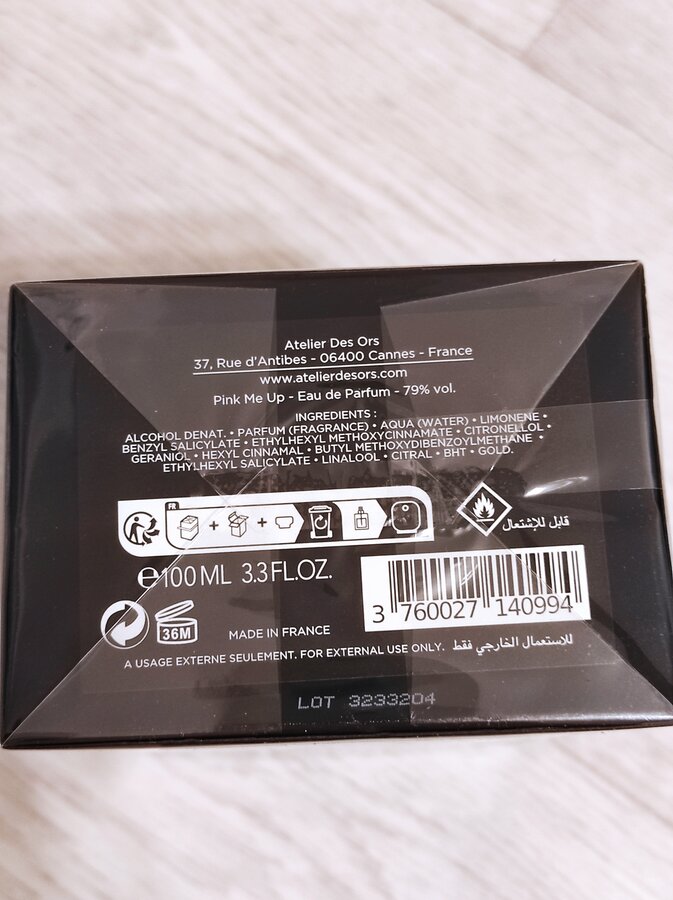 Atelier Des Ors
37, Rue d'Antibes - 06400 Cannes - France
www.atelierdesors.com
Pink Me Up - Eau de Parfum - 79% vol.
INGREDIENTS :
ALCOHOL DENAT. • PARFUM (FRAGRANCE) • AQUA (WATER) • LIMONENE •
BENZYL SALICYLATE • ETHYLHEXYL METHOXYCINNAMATE • CITRONELLOL •
GERANIOL • HEXYL CINNAMAL • BUTYL METHOXYDIBENZOYLMETHANE •
ETHYLHEXYL SALICYLATE • LINALOOL • CITRAL • BHT • GOLD.
FR
+ +
قابل للإشتعال
e100 ML 3.3 FL.OZ.
3 760027 140994
36M
MADE IN FRANCE
A USAGE EXTERNE SEULEMENT. FOR EXTERNAL USE ONLY. للاستعمال الخارجي فقط
LOT 3233204